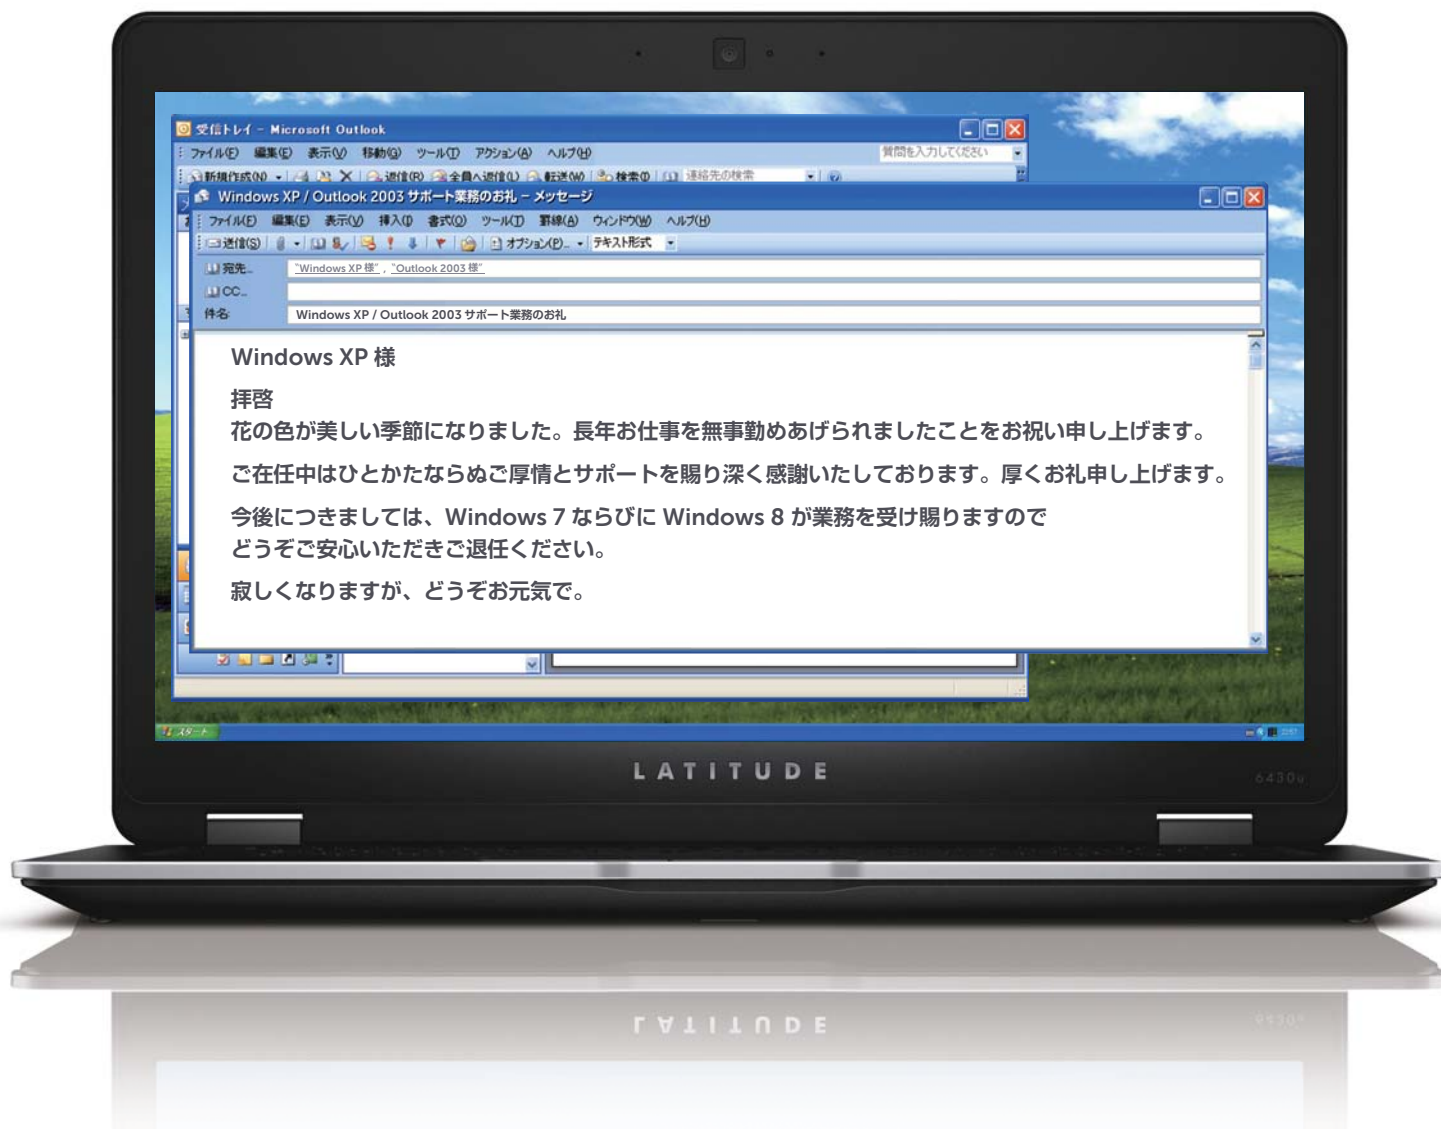 受信トレイ - Microsoft Outlook
ファイル(F) 編集(E) 表示(V) 移動(G) ツール(T) アクション(A) ヘルプ(H) 質問を入力してください
新規作成(N) 返信(R) 全員へ返信(L) 転送(W) 検索(I) 連絡先の検索
Windows XP / Outlook 2003 サポート業務のお礼 - メッセージ
ファイル(F) 編集(E) 表示(V) 挿入(I) 書式(O) ツール(T) 罫線(A) ウィンドウ(W) ヘルプ(H)
送信(S) オプション(P)... テキスト形式
宛先... "Windows XP 様" , "Outlook 2003 様"
CC...
件名: Windows XP / Outlook 2003 サポート業務のお礼
Windows XP 様
拝啓
花の色が美しい季節になりました。長年お仕事を無事勤めあげられましたことをお祝い申し上げます。
ご在任中はひとかたならぬご厚情とサポートを賜り深く感謝いたしております。厚くお礼申し上げます。
今後につきましては、Windows 7 ならびに Windows 8 が業務を受け賜りますので
どうぞご安心いただきご退任ください。
寂しくなりますが、どうぞお元気で。
スタート
LATITUDE
6430u